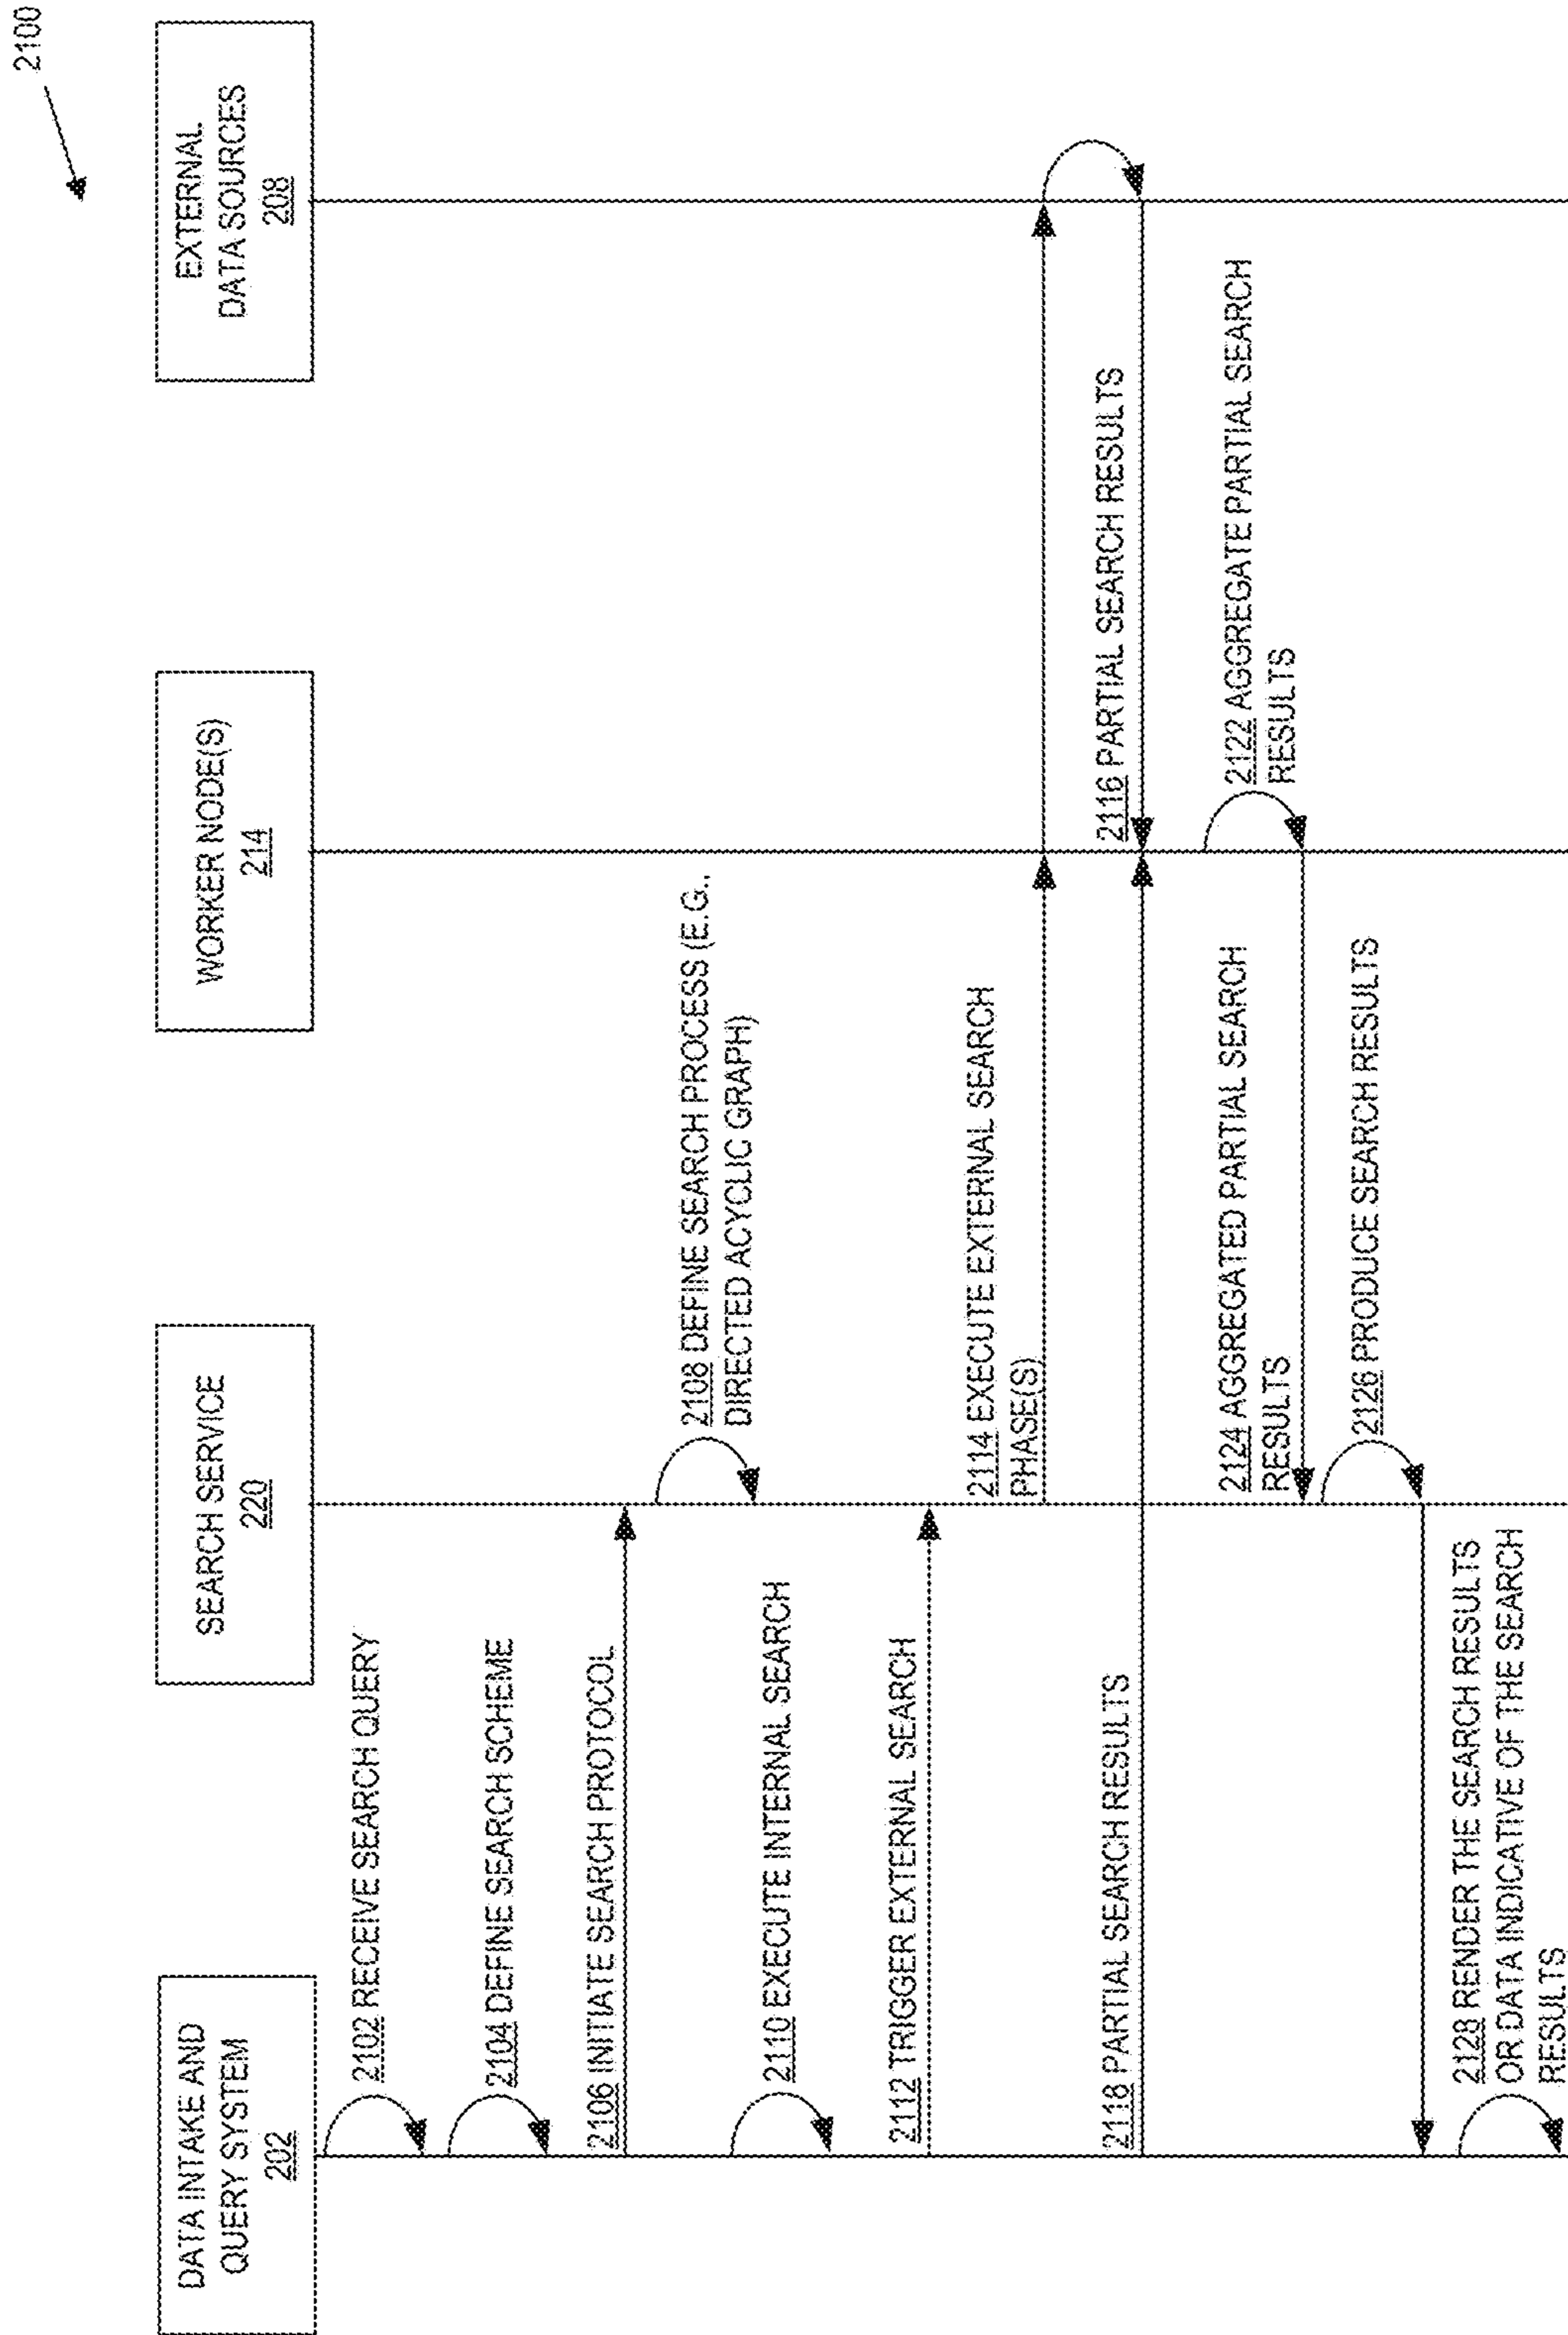 2100
DATA INTAKE AND
QUERY SYSTEM
202
SEARCH SERVICE
220
WORKER NODE(S)
214
EXTERNAL
DATA SOURCES
208
2102 RECEIVE SEARCH QUERY
2104 DEFINE SEARCH SCHEME
2106 INITIATE SEARCH PROTOCOL
2108 DEFINE SEARCH PROCESS (E.G.,
DIRECTED ACYCLIC GRAPH)
2110 EXECUTE INTERNAL SEARCH
2112 TRIGGER EXTERNAL SEARCH
2114 EXECUTE EXTERNAL SEARCH
PHASE(S)
2116 PARTIAL SEARCH RESULTS
2118 PARTIAL SEARCH RESULTS
2122 AGGREGATE PARTIAL SEARCH
RESULTS
2124 AGGREGATED PARTIAL SEARCH
RESULTS
2126 PRODUCE SEARCH RESULTS
2128 RENDER THE SEARCH RESULTS
OR DATA INDICATIVE OF THE SEARCH
RESULTS